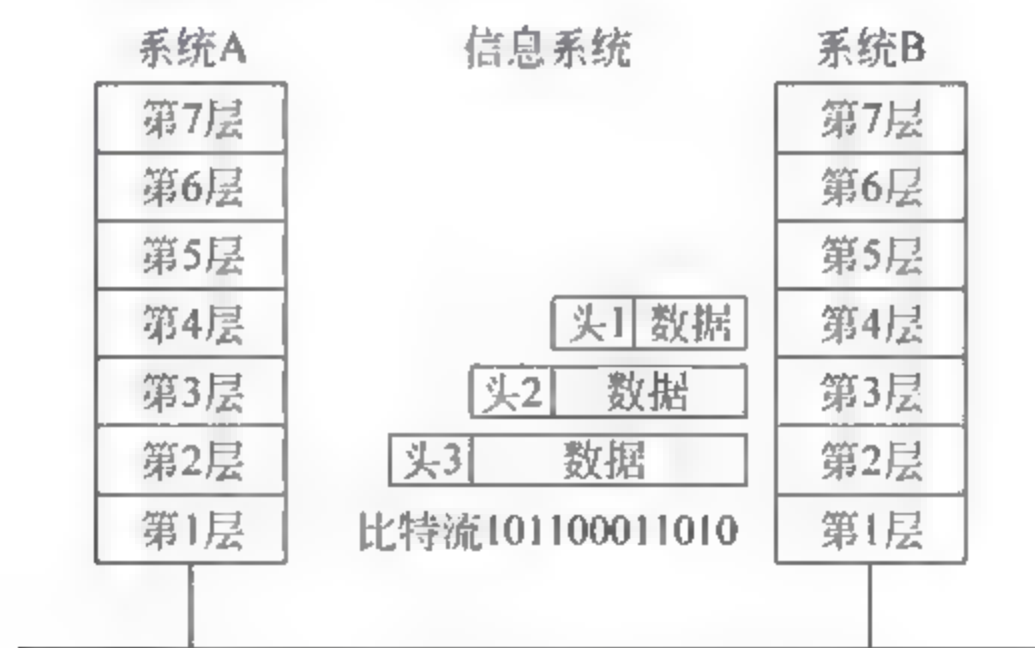 系统A 信息系统 系统B
第7层 第7层
第6层 第6层
第5层 第5层
第4层 头1 数据 第4层
第3层 头2 数据 第3层
第2层 头3 数据 第2层
第1层 比特流101100011010 第1层